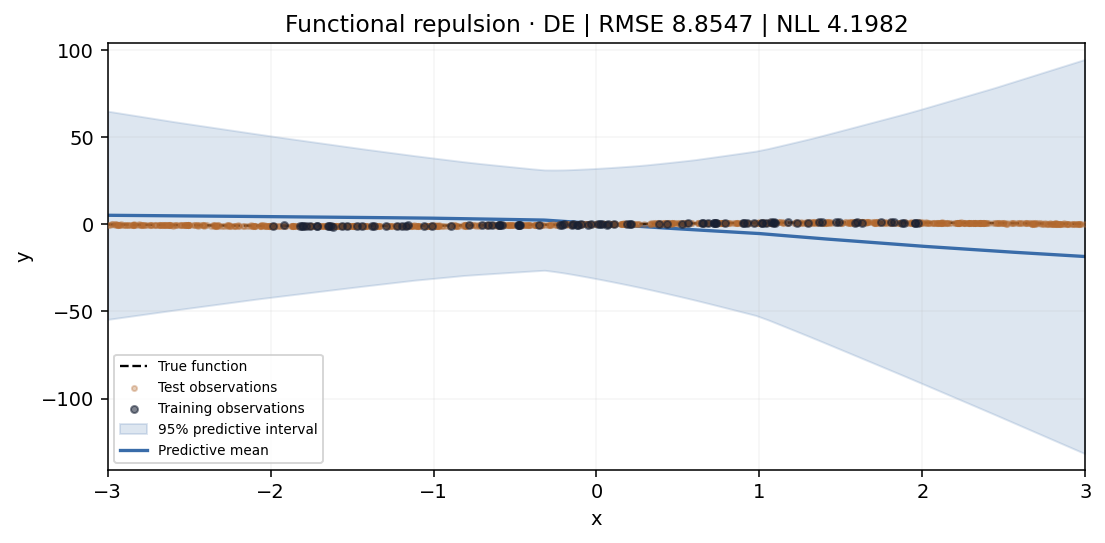 Functional repulsion · DE | RMSE 8.8547 | NLL 4.1982
100
50
0
−50
−100
y
True function
Test observations
Training observations
95% predictive interval
Predictive mean
−3
−2
−1
0
1
2
3
x